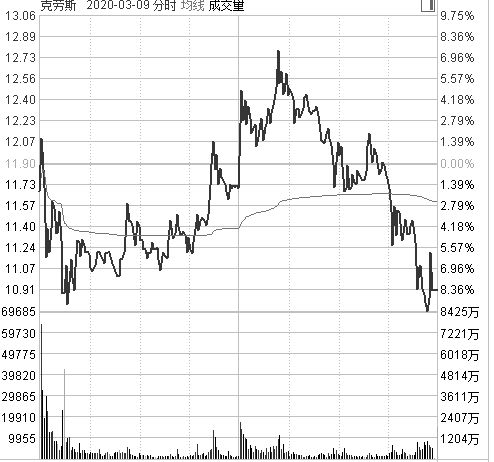 克劳斯 2020-03-09 分时 均线 成交量
13.06 9.75%
12.89 8.36%
12.73 6.96%
12.56 5.57%
12.40 4.18%
12.23 2.79%
12.07 1.39%
11.90 0.00%
11.73 1.39%
11.57 2.79%
11.40 4.18%
11.24 5.57%
11.07 6.96%
10.91 8.36%
69685 8425万
59730 7221万
49775 6018万
39820 4814万
29865 3611万
19910 2407万
9955 1204万